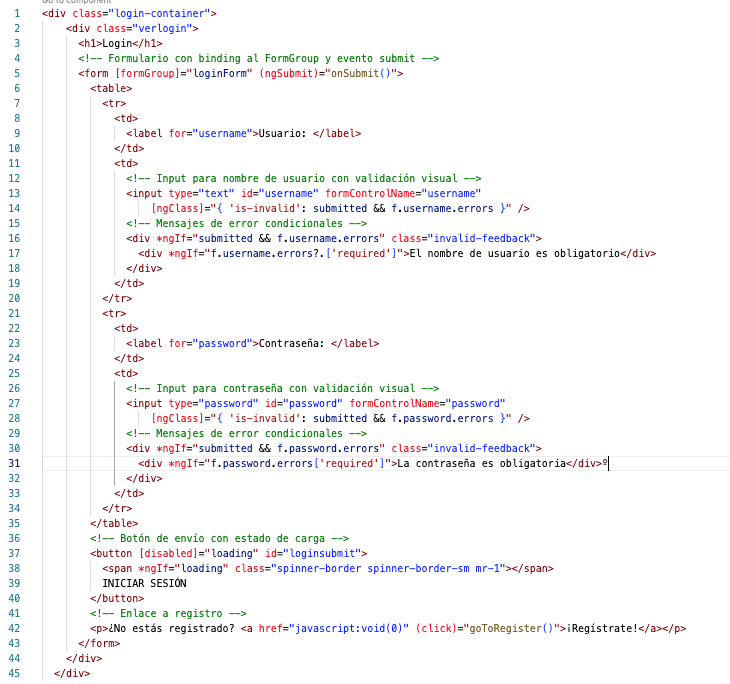 Go to component
1 <div class="login-container">
2 <div class="verlogin">
3 <h1>Login</h1>
4 <!-- Formulario con binding al FormGroup y evento submit -->
5 <form [formGroup]="loginForm" (ngSubmit)="onSubmit()">
6 <table>
7 <tr>
8 <td>
9 <label for="username">Usuario: </label>
10 </td>
11 <td>
12 <!-- Input para nombre de usuario con validación visual -->
13 <input type="text" id="username" formControlName="username"
14 [ngClass]="{ 'is-invalid': submitted && f.username.errors }" />
15 <!-- Mensajes de error condicionales -->
16 <div *ngIf="submitted && f.username.errors" class="invalid-feedback">
17 <div *ngIf="f.username.errors?.['required']">El nombre de usuario es obligatorio</div>
18 </div>
19 </td>
20 </tr>
21 <tr>
22 <td>
23 <label for="password">Contraseña: </label>
24 </td>
25 <td>
26 <!-- Input para contraseña con validación visual -->
27 <input type="password" id="password" formControlName="password"
28 [ngClass]="{ 'is-invalid': submitted && f.password.errors }" />
29 <!-- Mensajes de error condicionales -->
30 <div *ngIf="submitted && f.password.errors" class="invalid-feedback">
31 <div *ngIf="f.password.errors['required']">La contraseña es obligatoria</div>º
32 </div>
33 </td>
34 </tr>
35 </table>
36 <!-- Botón de envío con estado de carga -->
37 <button [disabled]="loading" id="loginsubmit">
38 <span *ngIf="loading" class="spinner-border spinner-border-sm mr-1"></span>
39 INICIAR SESIÓN
40 </button>
41 <!-- Enlace a registro -->
42 <p>¿No estás registrado? <a href="javascript:void(0)" (click)="goToRegister()">¡Regístrate!</a></p>
43 </form>
44 </div>
45 </div>